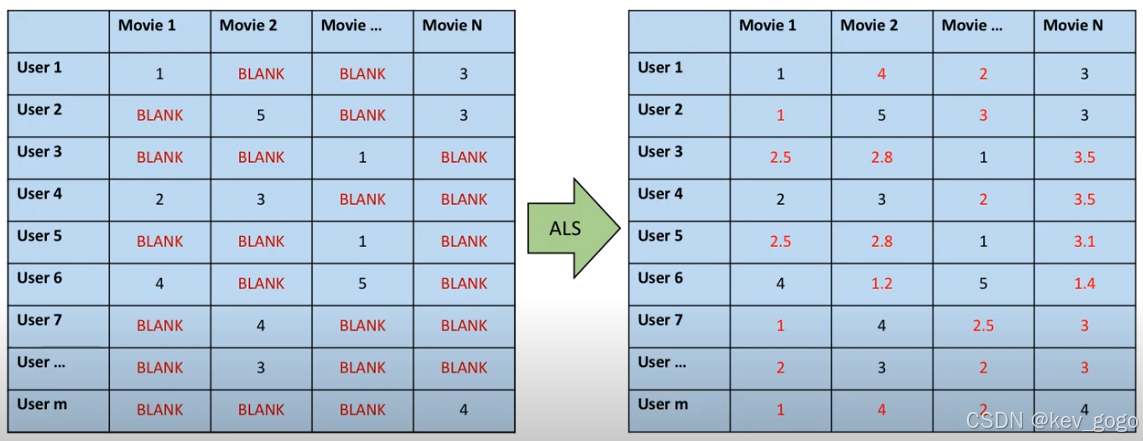 Movie 1 Movie 2 Movie ... Movie N
User 1 1 BLANK BLANK 3
User 2 BLANK 5 BLANK 3
User 3 BLANK BLANK 1 BLANK
User 4 2 3 BLANK BLANK
User 5 BLANK BLANK 1 BLANK
User 6 4 BLANK 5 BLANK
User 7 BLANK 4 BLANK BLANK
User ... BLANK 3 BLANK BLANK
User m BLANK BLANK BLANK 4
ALS
Movie 1 Movie 2 Movie ... Movie N
User 1 1 4 2 3
User 2 1 5 3 3
User 3 2.5 2.8 1 3.5
User 4 2 3 2 3.5
User 5 2.5 2.8 1 3.1
User 6 4 1.2 5 1.4
User 7 1 4 2.5 3
User ... 2 3 2 3
User m 1 4 2 4
CSDN @kev_gogo